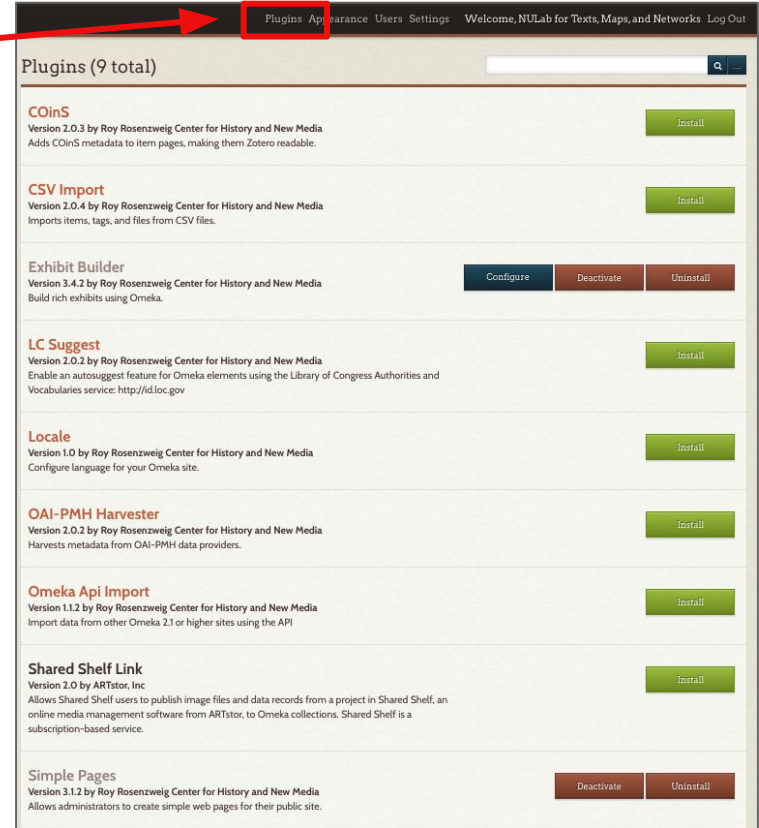 Plugins Appearance Users Settings Welcome, NULab for Texts, Maps, and Networks Log Out
Plugins (9 total)
...
COinS
Version 2.0.3 by Roy Rosenzweig Center for History and New Media
Adds COinS metadata to item pages, making them Zotero readable.
Install
CSV Import
Version 2.0.4 by Roy Rosenzweig Center for History and New Media
Imports items, tags, and files from CSV files.
Install
Exhibit Builder
Version 3.4.2 by Roy Rosenzweig Center for History and New Media
Build rich exhibits using Omeka.
Configure Deactivate Uninstall
LC Suggest
Version 2.0.2 by Roy Rosenzweig Center for History and New Media
Enable an autosuggest feature for Omeka elements using the Library of Congress Authorities and
Vocabularies service: http://id.loc.gov
Install
Locale
Version 1.0 by Roy Rosenzweig Center for History and New Media
Configure language for your Omeka site.
Install
OAI-PMH Harvester
Version 2.0.2 by Roy Rosenzweig Center for History and New Media
Harvests metadata from OAI-PMH data providers.
Install
Omeka Api Import
Version 1.1.2 by Roy Rosenzweig Center for History and New Media
Import data from other Omeka 2.1 or higher sites using the API
Install
Shared Shelf Link
Version 2.0 by ARTstor, Inc
Allows Shared Shelf users to publish image files and data records from a project in Shared Shelf, an
online media management software from ARTstor, to Omeka collections. Shared Shelf is a
subscription-based service.
Install
Simple Pages
Version 3.1.2 by Roy Rosenzweig Center for History and New Media
Allows administrators to create simple web pages for their public site.
Deactivate Uninstall